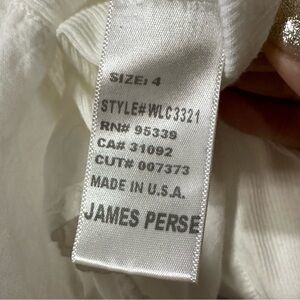 SIZE: 4
STYLE# WLC3321
RN# 95339
CA# 31092
CUT# 007373
MADE IN U.S.A.
JAMES PERSE